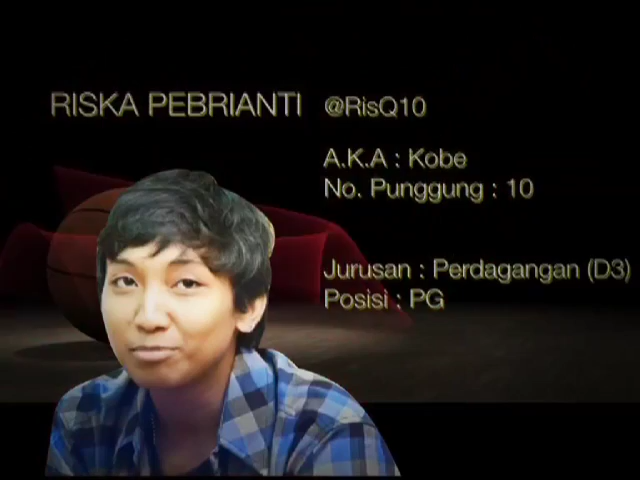 RISKA PEBRIANTI @RisQ10
A.K.A : Kobe
No. Punggung : 10
Jurusan : Perdagangan (D3)
Posisi : PG